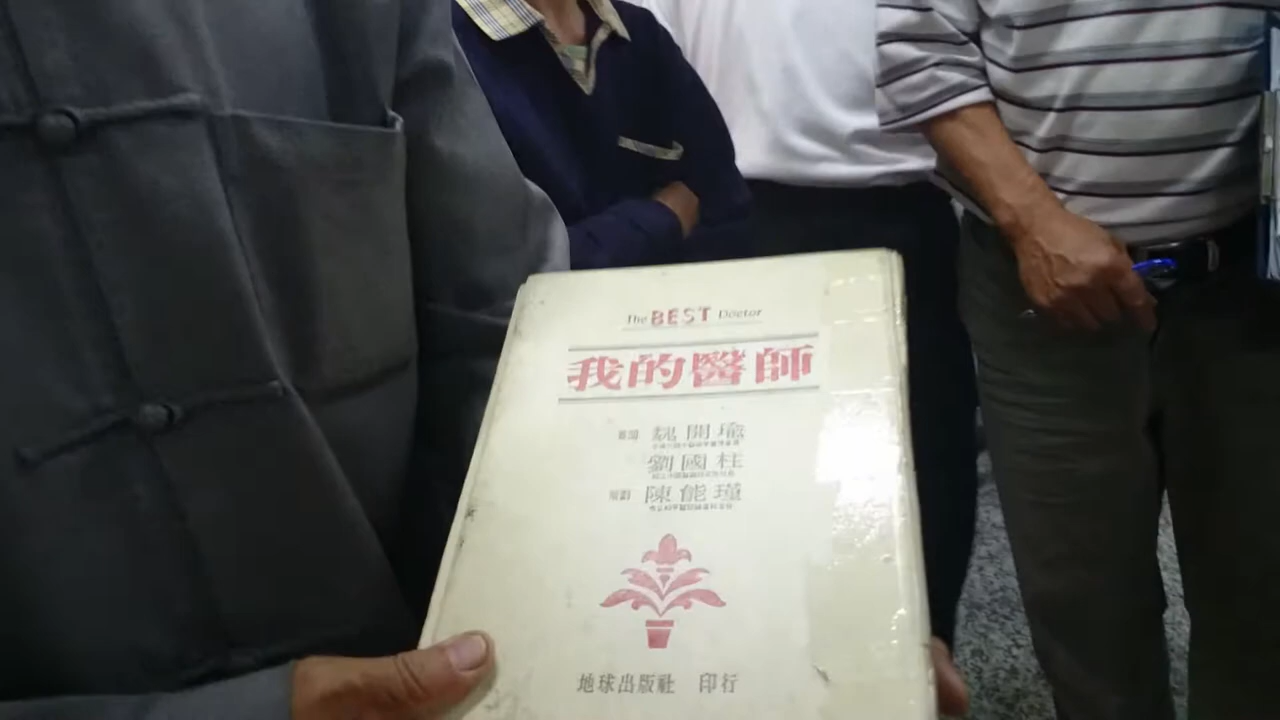 The BEST Doctor
我的醫師
魏開瑜
劉國柱
陳能瑾
地球出版社 印行